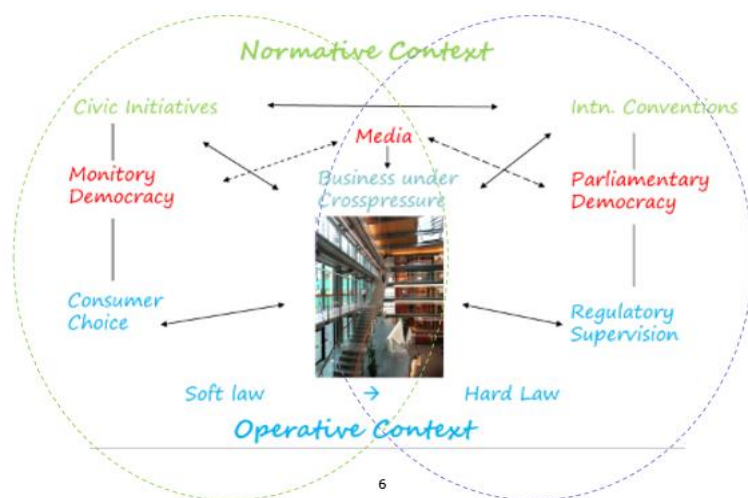 Normative Context
Civic Initiatives
Intn. Conventions
Media
Monitory
Democracy
Business under
Crosspressure
Parliamentary
Democracy
Consumer
Choice
Regulatory
Supervision
Soft law → Hard Law
Operative Context
6